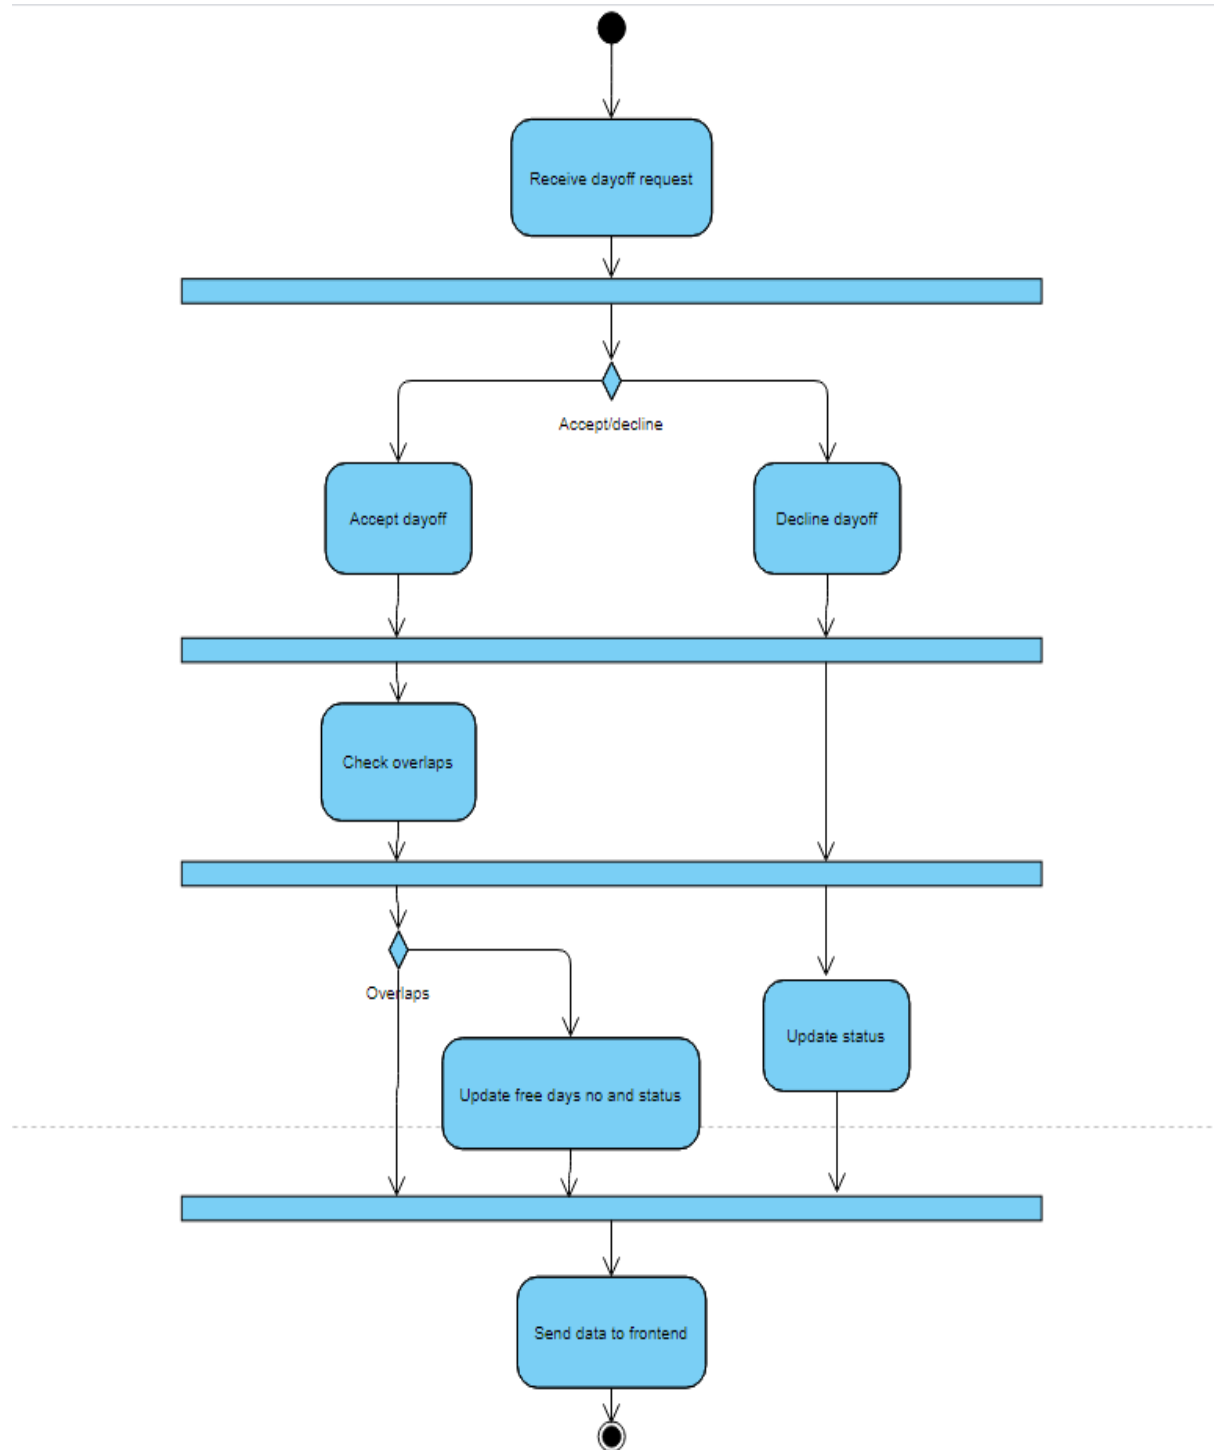 Receive dayoff request
Accept/decline
Accept dayoff
Decline dayoff
Check overlaps
Overlaps
Update status
Update free days no and status
Send data to frontend